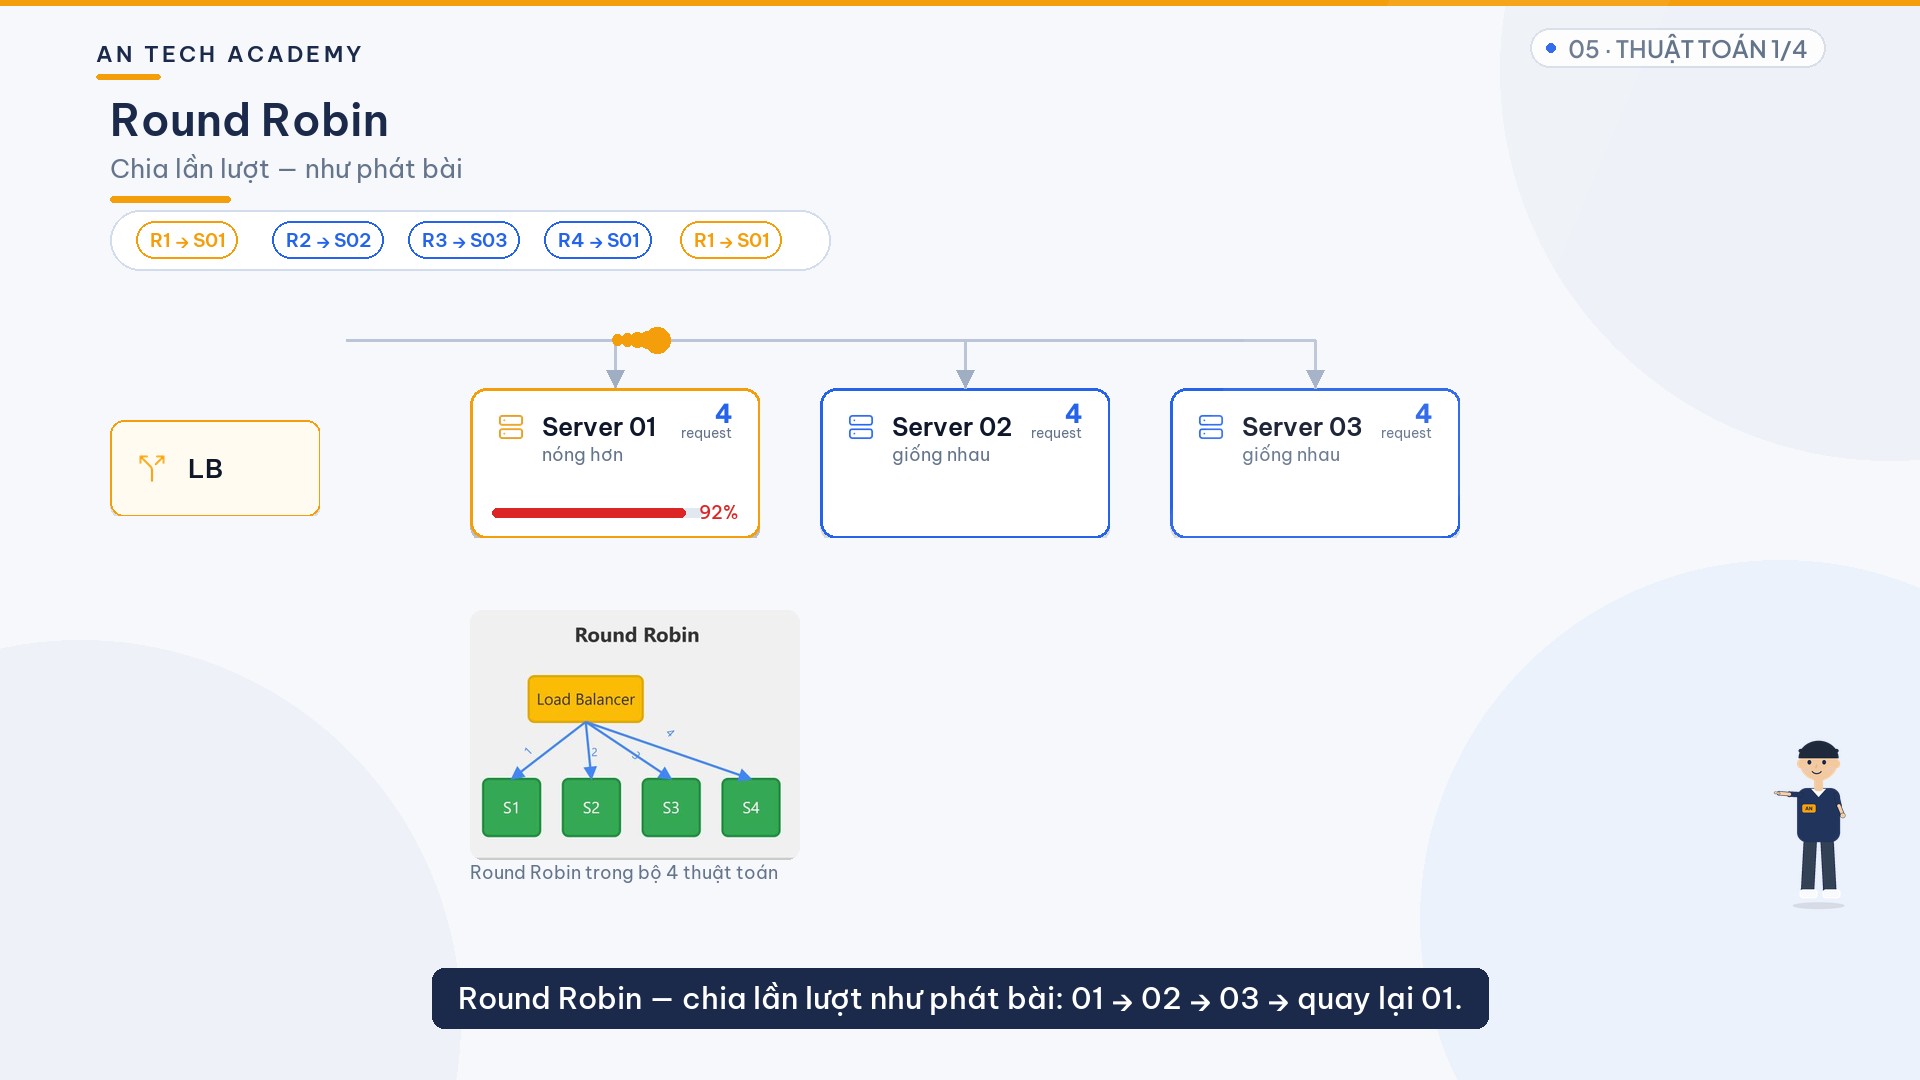 AN TECH ACADEMY
05 · THUẬT TOÁN 1/4
Round Robin
Chia lần lượt — như phát bài
R1 → S01 R2 → S02 R3 → S03 R4 → S01 R1 → S01
LB
Server 01
4
request
nóng hơn
92%
Server 02
4
request
giống nhau
Server 03
4
request
giống nhau
Round Robin
Load Balancer
1 2 3 4
S1 S2 S3 S4
Round Robin trong bộ 4 thuật toán
AN
Round Robin — chia lần lượt như phát bài: 01 → 02 → 03 → quay lại 01.